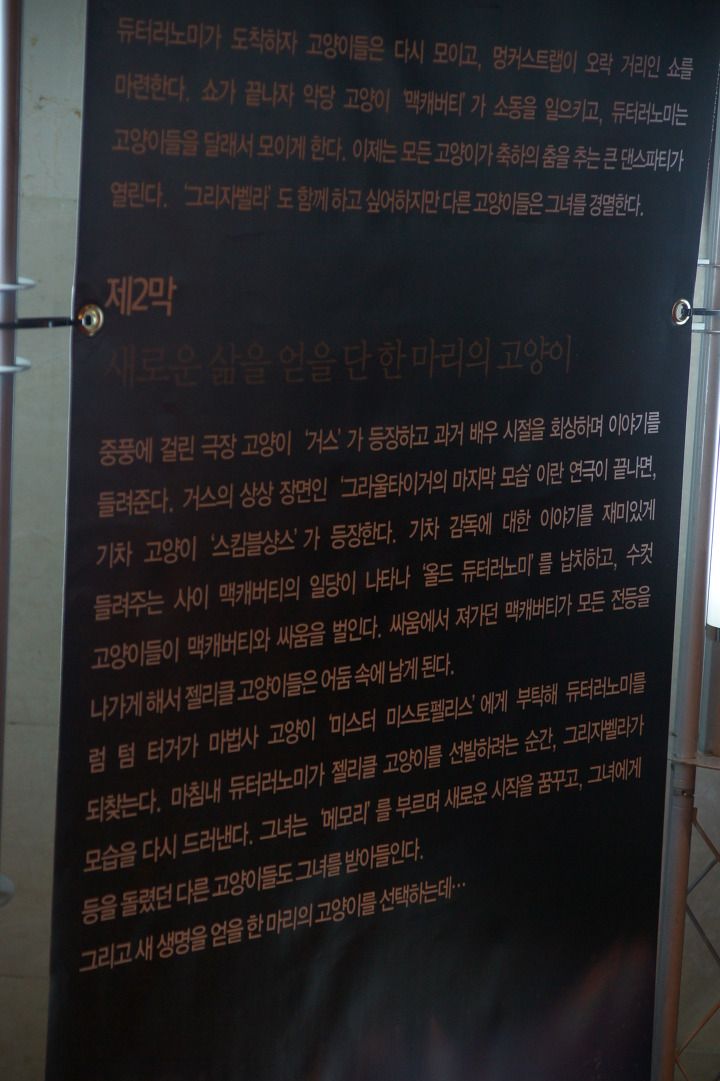 듀터러노미가 도착하자 고양이들은 다시 모이고, 멍커스트랩이 오락 거리인 쇼를
마련한다. 쇼가 끝나자 악당 고양이 ‘맥캐버티’가 소동을 일으키고, 듀터러노미는
고양이들을 달래서 모이게 한다. 이제는 모든 고양이가 축하의 춤을 추는 큰 댄스파티가
열린다. ‘그리자벨라’도 함께 하고 싶어하지만 다른 고양이들은 그녀를 경멸한다.
제2막
새로운 삶을 얻을 단 한 마리의 고양이
중풍에 걸린 극장 고양이 ‘거스’가 등장하고 과거 배우 시절을 회상하며 이야기를
들려준다. 거스의 상상 장면인 ‘그리울타이거의 마지막 모습’이란 연극이 끝나면,
기차 고양이 ‘스킴블샹스’가 등장한다. 기차 감독에 대한 이야기를 재미있게
들려주는 사이 맥캐버티의 일당이 나타나 ‘올드 듀터러노미’를 납치하고, 수컷
고양이들이 맥캐버티와 싸움을 벌인다. 싸움에서 져가던 맥캐버티가 모든 전등을
나가게 해서 젤리클 고양이들은 어둠 속에 남게 된다.
럼 텀 터거가 마법사 고양이 ‘미스터 미스토펠리스’에게 부탁해 듀터러노미를
되찾는다. 마침내 듀터러노미가 젤리클 고양이를 선발하려는 순간, 그리자벨라가
모습을 다시 드러낸다. 그녀는 ‘메모리’를 부르며 새로운 시작을 꿈꾸고, 그녀에게
등을 돌렸던 다른 고양이들도 그녀를 받아들인다.
그리고 새 생명을 얻을 한 마리의 고양이를 선택하는데…